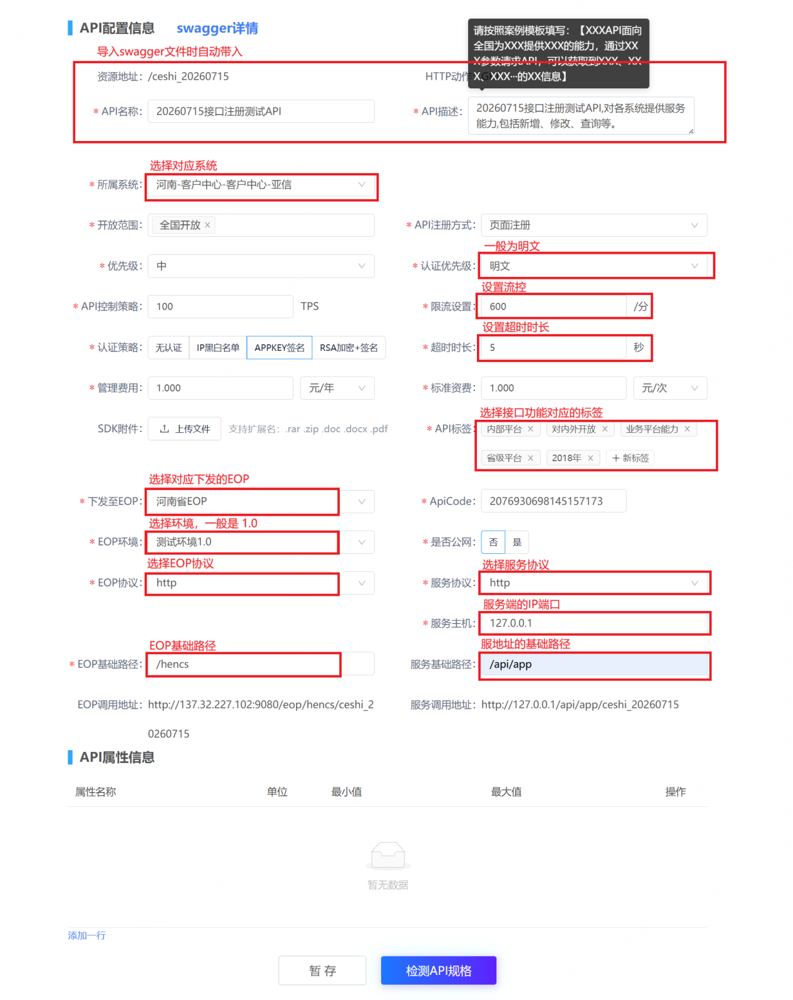 API配置信息 swagger详情
请按照案例模板填写：【XXXAPI面向
全国为XXX提供XXX的能力，通过XX
X参数请求API，可以获取到XXX、XX
X、XXX···的XX信息】
导入swagger文件时自动带入
资源地址：/ceshi_20260715
HTTP动作
* API名称：20260715接口注册测试API
* API描述：20260715接口注册测试API,对各系统提供服务
能力,包括新增、修改、查询等。
选择对应系统
* 所属系统：河南-客户中心-客户中心-亚信
* 开放范围：全国开放 ×
* API注册方式：页面注册
一般为明文
* 优先级：中
* 认证优先级：明文
设置流控
* API控制策略：100 TPS
* 限流设置：600 /分
设置超时时长
* 认证策略：无认证 IP黑白名单 APPKEY签名 RSA加密+签名
* 超时时长：5 秒
* 管理费用：1.000 元/年
* 标准资费：1.000 元/次
选择接口功能对应的标签
SDK附件：上传文件 支持扩展名：.rar .zip .doc .docx .pdf
* API标签：内部平台 × 对内外开放 × 业务平台能力 ×
省级平台 × 2018年 × + 新标签
选择对应下发的EOP
* 下发至EOP：河南省EOP
* ApiCode：2076930698145157173
选择环境，一般是 1.0
* EOP环境：测试环境1.0
* 是否公网：否 是
选择EOP协议
选择服务协议
* EOP协议：http
* 服务协议：http
服务端的IP端口
* 服务主机：127.0.0.1
EOP基础路径
服地址的基础路径
* EOP基础路径：/hencs
服务基础路径：/api/app
EOP调用地址：http://137.32.227.102:9080/eop/hencs/ceshi_2
0260715
服务调用地址：http://127.0.0.1/api/app/ceshi_20260715
API属性信息
属性名称 单位 最小值 最大值 操作
暂无数据
添加一行
暂 存 检测API规格